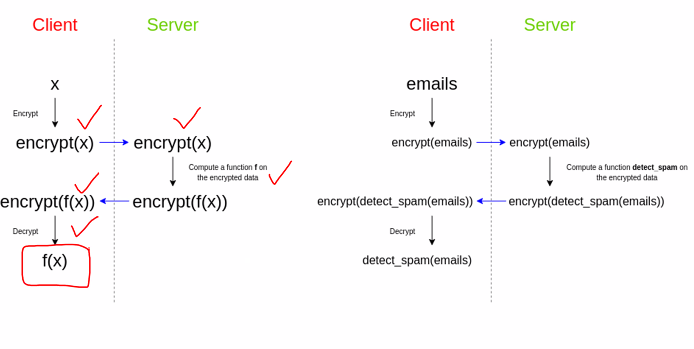 Client
Server
x
Encrypt
encrypt(x)
encrypt(x)
Compute a function f on
the encrypted data
encrypt(f(x))
encrypt(f(x))
Decrypt
f(x)
Client
Server
emails
Encrypt
encrypt(emails)
encrypt(emails)
Compute a function detect_spam on
the encrypted data
encrypt(detect_spam(emails))
encrypt(detect_spam(emails))
Decrypt
detect_spam(emails)